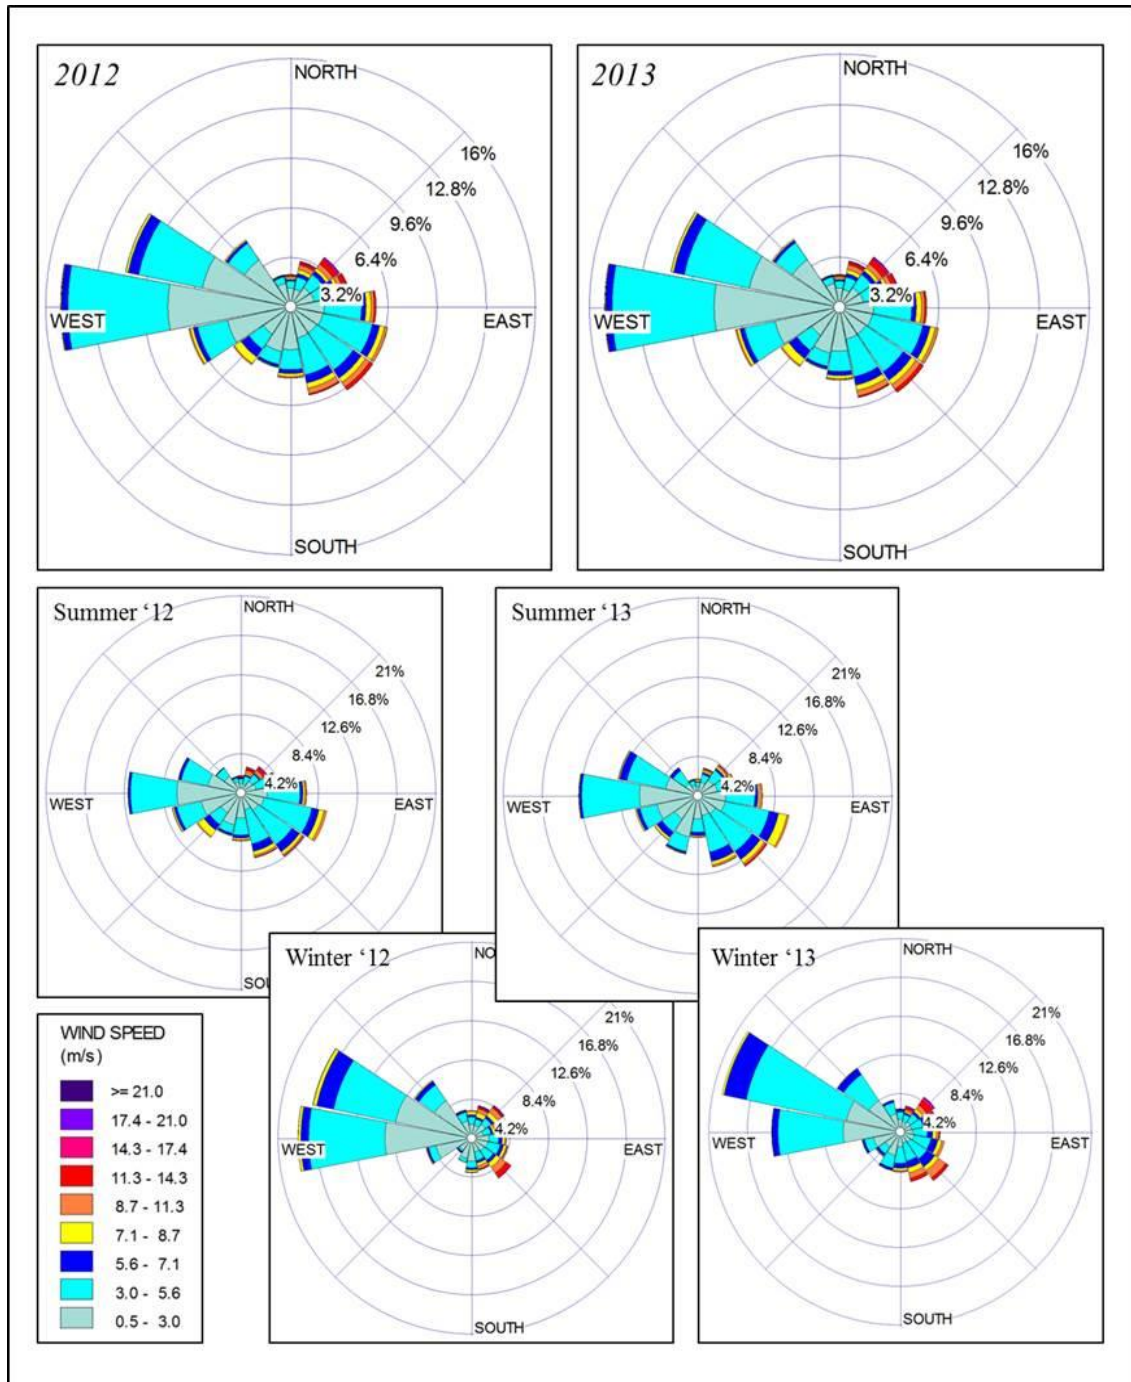 2012
NORTH
16%
12.8%
9.6%
6.4%
3.2%
WEST
EAST
SOUTH
2013
NORTH
16%
12.8%
9.6%
6.4%
3.2%
WEST
EAST
SOUTH
Summer ‘12
NORTH
21%
16.8%
12.6%
8.4%
4.2%
WEST
EAST
SOU
Summer ‘13
NORTH
21%
16.8%
12.6%
8.4%
4.2%
WEST
EAST
Winter ‘12
NO
21%
16.8%
12.6%
8.4%
4.2%
WEST
EAST
SOUTH
Winter ‘13
NORTH
21%
16.8%
12.6%
8.4%
4.2%
WEST
EAST
SOUTH
WIND SPEED
(m/s)
>= 21.0
17.4 - 21.0
14.3 - 17.4
11.3 - 14.3
8.7 - 11.3
7.1 - 8.7
5.6 - 7.1
3.0 - 5.6
0.5 - 3.0